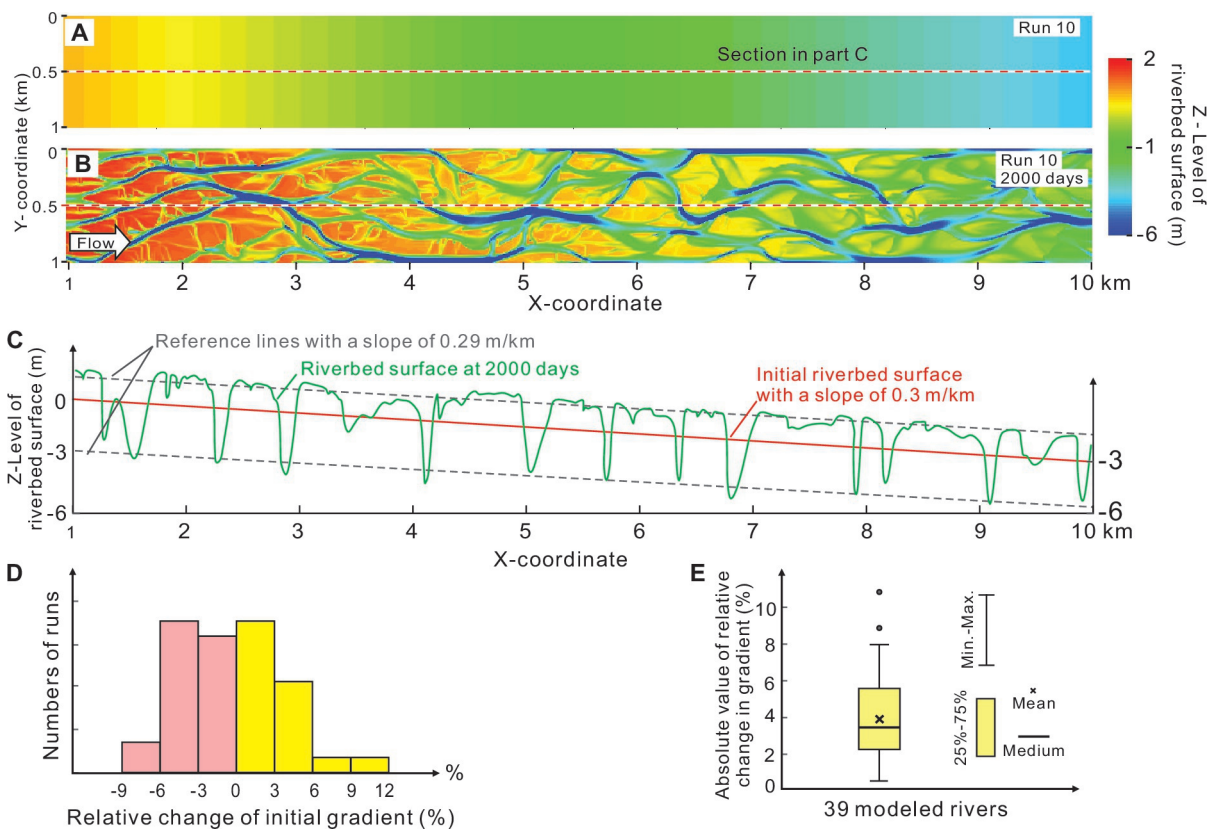 A
Run 10
Section in part C
0
0.5
1
Y- coordinate (km)
B
Run 10
2000 days
0
0.5
1
Flow
1 2 3 4 5 6 7 8 9 10 km
X-coordinate
2
-1
-6
Z - Level of
riverbed surface (m)
C
Reference lines with a slope of 0.29 m/km
Riverbed surface at 2000 days
Initial riverbed surface
with a slope of 0.3 m/km
Z-Level of
riverbed surface (m)
0
-3
-6
-3
-6
1 2 3 4 5 6 7 8 9 10 km
X-coordinate
D
Numbers of runs
-9 -6 -3 0 3 6 9 12 %
Relative change of initial gradient (%)
E
Absolute value of relative
change in gradient (%)
10
8
6
4
2
0
39 modeled rivers
Min.-Max.
25%-75%
Mean
Medium